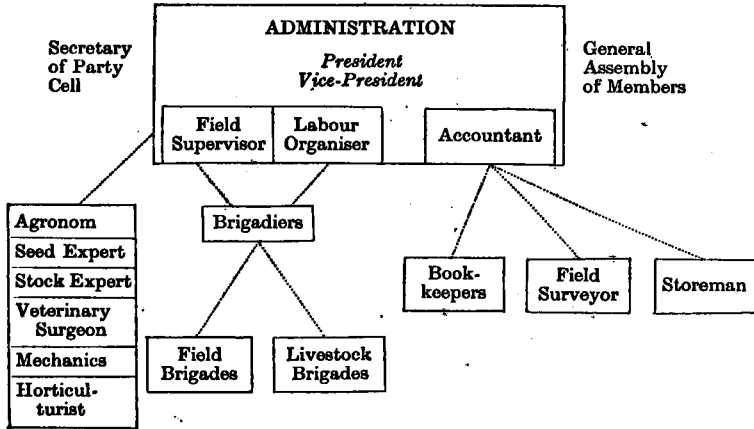 ADMINISTRATION
President
Vice-President
Secretary
of Party
Cell
General
Assembly
of Members
Field
Supervisor
Labour
Organiser
Accountant
Agronom
Seed Expert
Stock Expert
Veterinary
Surgeon
Mechanics
Horticul-
turist
Brigadiers
Field
Brigades
Livestock
Brigades
Book-
keepers
Field
Surveyor
Storeman